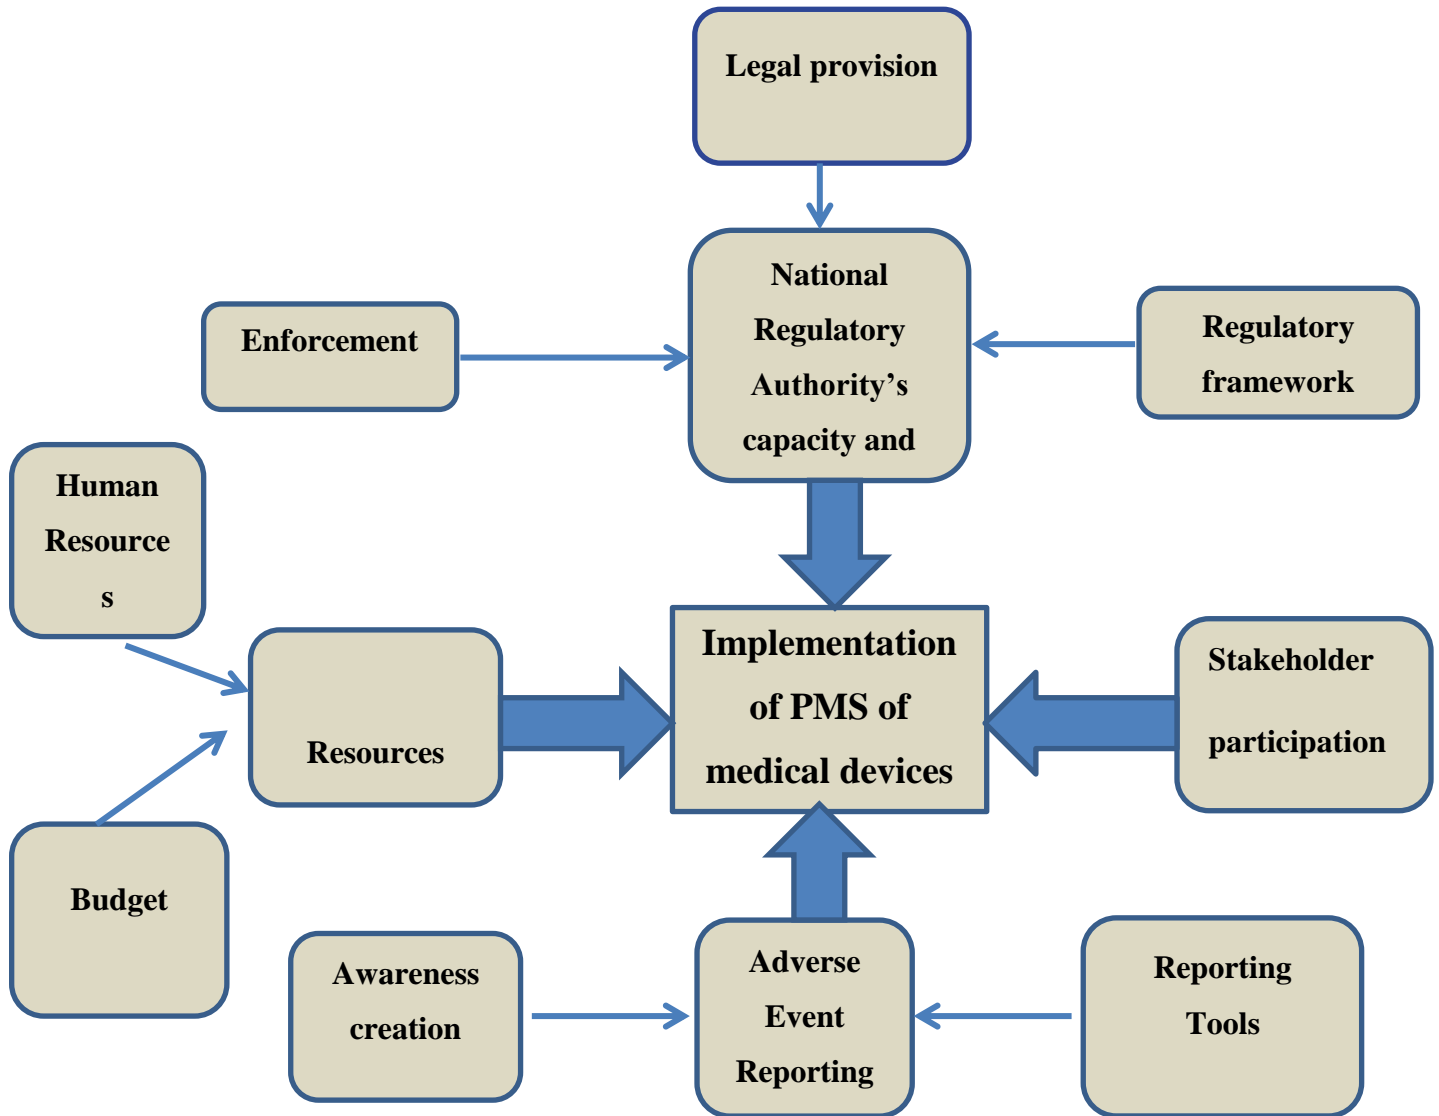 Legal provision
National
Regulatory
Authority’s
capacity and
Enforcement
Regulatory
framework
Human
Resource
s
Resources
Implementation
of PMS of
medical devices
Stakeholder
participation
Budget
Awareness
creation
Adverse
Event
Reporting
Reporting
Tools